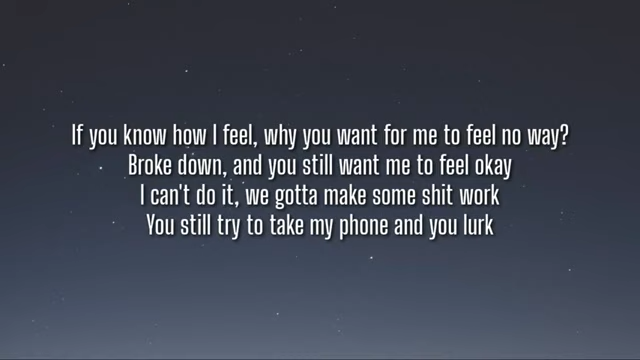 If you know how I feel, why you want for me to feel no way?
Broke down, and you still want me to feel okay
I can't do it, we gotta make some shit work
You still try to take my phone and you lurk